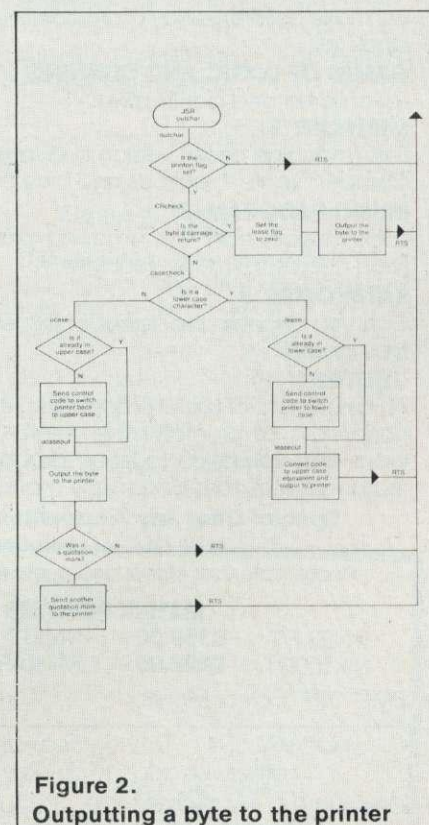 JSR
outchar
outchar
Is the
printon flag
set?
N
RTS
Y
CRcheck
Is the
byte a carriage
return?
Y
Set the
lcase flag
to zero
Output the
byte to the
printer
RTS
N
casecheck
Is it a
lower case
character?
N
Y
ucase
lcase
Is it
already in
upper case?
Y
Is it
already in
lower case?
Y
N
N
Send control
code to switch
printer back
to upper case
Send control
code to switch
printer to lower
case
ucaseput
lcaseput
Output the byte
to the printer
Convert code
to upper case
equivalent and
output to printer
RTS
Was it
a quotation
mark?
N
RTS
Y
Send another
quotation mark
to the printer
RTS
Figure 2.
Outputting a byte to the printer